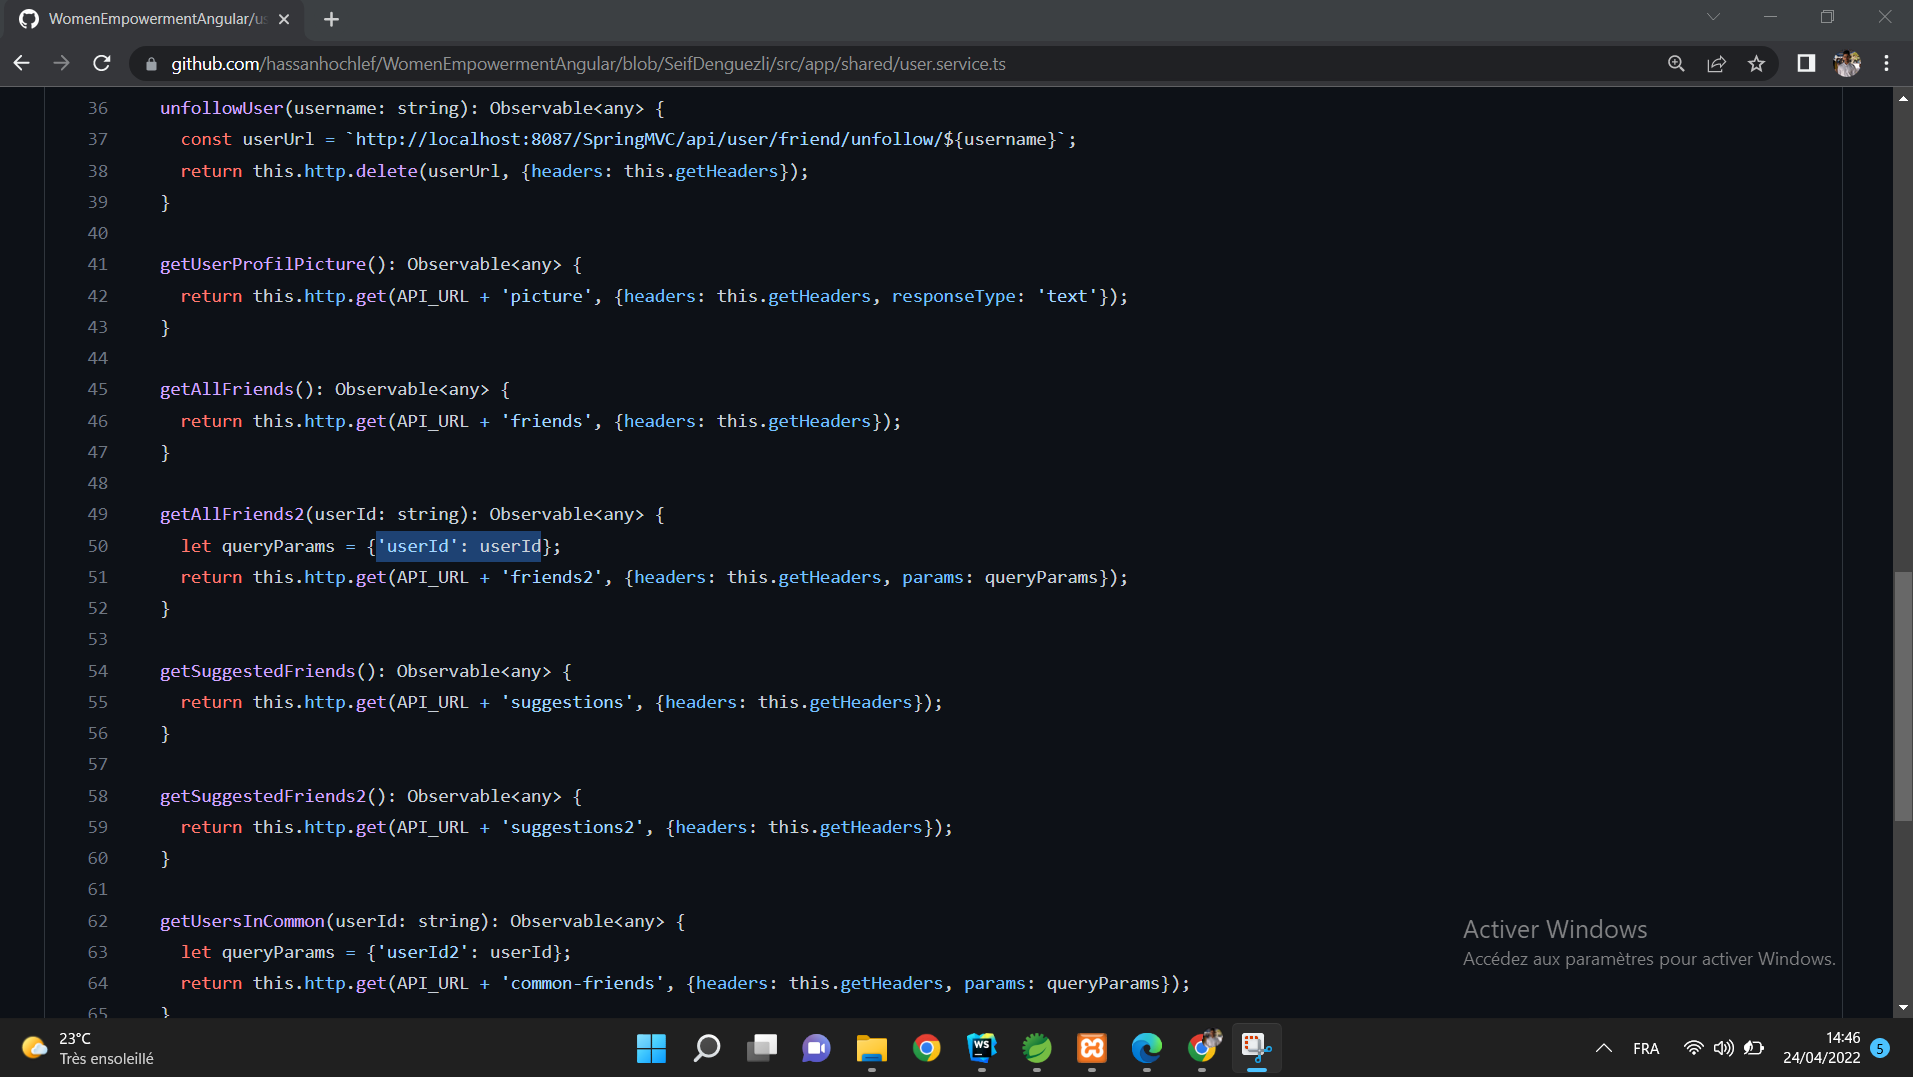 WomenEmpowermentAngular/us
github.com/hassanhochlef/WomenEmpowermentAngular/blob/SeifDenguezli/src/app/shared/user.service.ts
36 unfollowUser(username: string): Observable<any> {
37 const userUrl = `http://localhost:8087/SpringMVC/api/user/friend/unfollow/${username}`;
38 return this.http.delete(userUrl, {headers: this.getHeaders});
39 }
40
41 getUserProfilPicture(): Observable<any> {
42 return this.http.get(API_URL + 'picture', {headers: this.getHeaders, responseType: 'text'});
43 }
44
45 getAllFriends(): Observable<any> {
46 return this.http.get(API_URL + 'friends', {headers: this.getHeaders});
47 }
48
49 getAllFriends2(userId: string): Observable<any> {
50 let queryParams = {'userId': userId};
51 return this.http.get(API_URL + 'friends2', {headers: this.getHeaders, params: queryParams});
52 }
53
54 getSuggestedFriends(): Observable<any> {
55 return this.http.get(API_URL + 'suggestions', {headers: this.getHeaders});
56 }
57
58 getSuggestedFriends2(): Observable<any> {
59 return this.http.get(API_URL + 'suggestions2', {headers: this.getHeaders});
60 }
61
62 getUsersInCommon(userId: string): Observable<any> {
63 let queryParams = {'userId2': userId};
64 return this.http.get(API_URL + 'common-friends', {headers: this.getHeaders, params: queryParams});
65 }
Activer Windows
Accédez aux paramètres pour activer Windows.
23°C
Très ensoleillé
WS
FRA
14:46
24/04/2022
5